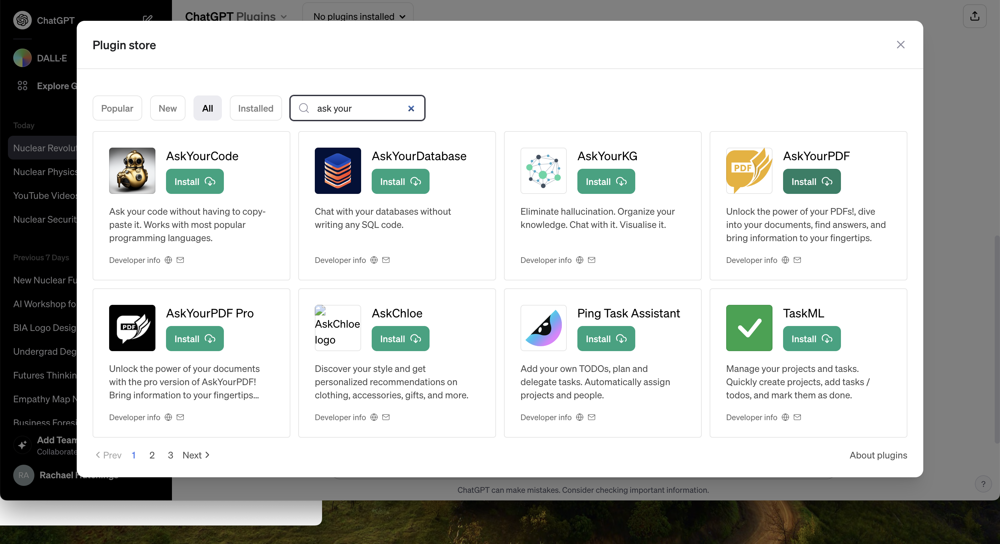 ChatGPT
DALL·E
Explore G
Today
Nuclear Revolut
Nuclear Physics
YouTube Videos
Nuclear Securit
Previous 7 Days
New Nuclear Fu
AI Workshop fo
BIA Logo Desig
Undergrad Deg
Futures Thinkin
Empathy Map N
Business Foresi
Add Team
Collaborate
RA
Rachael Hutchings
ChatGPT Plugins
No plugins installed
Plugin store
Popular
New
All
Installed
ask your
AskYourCode
Install
Ask your code without having to copy-
paste it. Works with most popular
programming languages.
Developer info
AskYourDatabase
Install
Chat with your databases without
writing any SQL code.
Developer info
AskYourKG
Install
Eliminate hallucination. Organize your
knowledge. Chat with it. Visualise it.
Developer info
PDF
AskYourPDF
Install
Unlock the power of your PDFs!, dive
into your documents, find answers, and
bring information to your fingertips.
Developer info
PDF
AskYourPDF Pro
Install
Unlock the power of your documents
with the pro version of AskYourPDF!
Bring information to your fingertips...
Developer info
AskChloe
logo
AskChloe
Install
Discover your style and get
personalized recommendations on
clothing, accessories, gifts, and more.
Developer info
Ping Task Assistant
Install
Add your own TODOs, plan and
delegate tasks. Automatically assign
projects and people.
Developer info
TaskML
Install
Manage your projects and tasks.
Quickly create projects, add tasks /
todos, and mark them as done.
Developer info
Prev 1 2 3 Next
About plugins
ChatGPT can make mistakes. Consider checking important information.
?